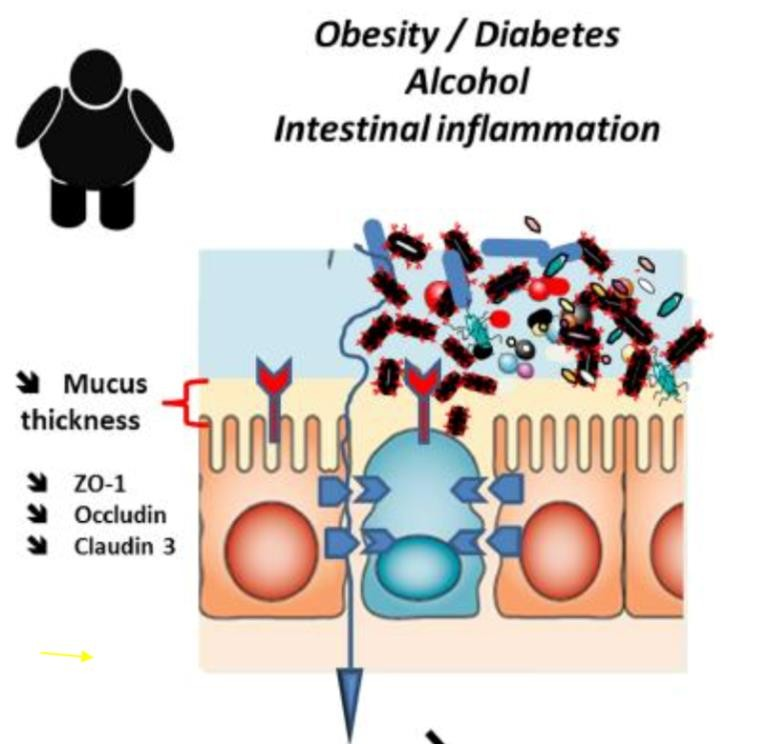 Obesity / Diabetes
Alcohol
Intestinal inflammation
Mucus
thickness
ZO-1
Occludin
Claudin 3